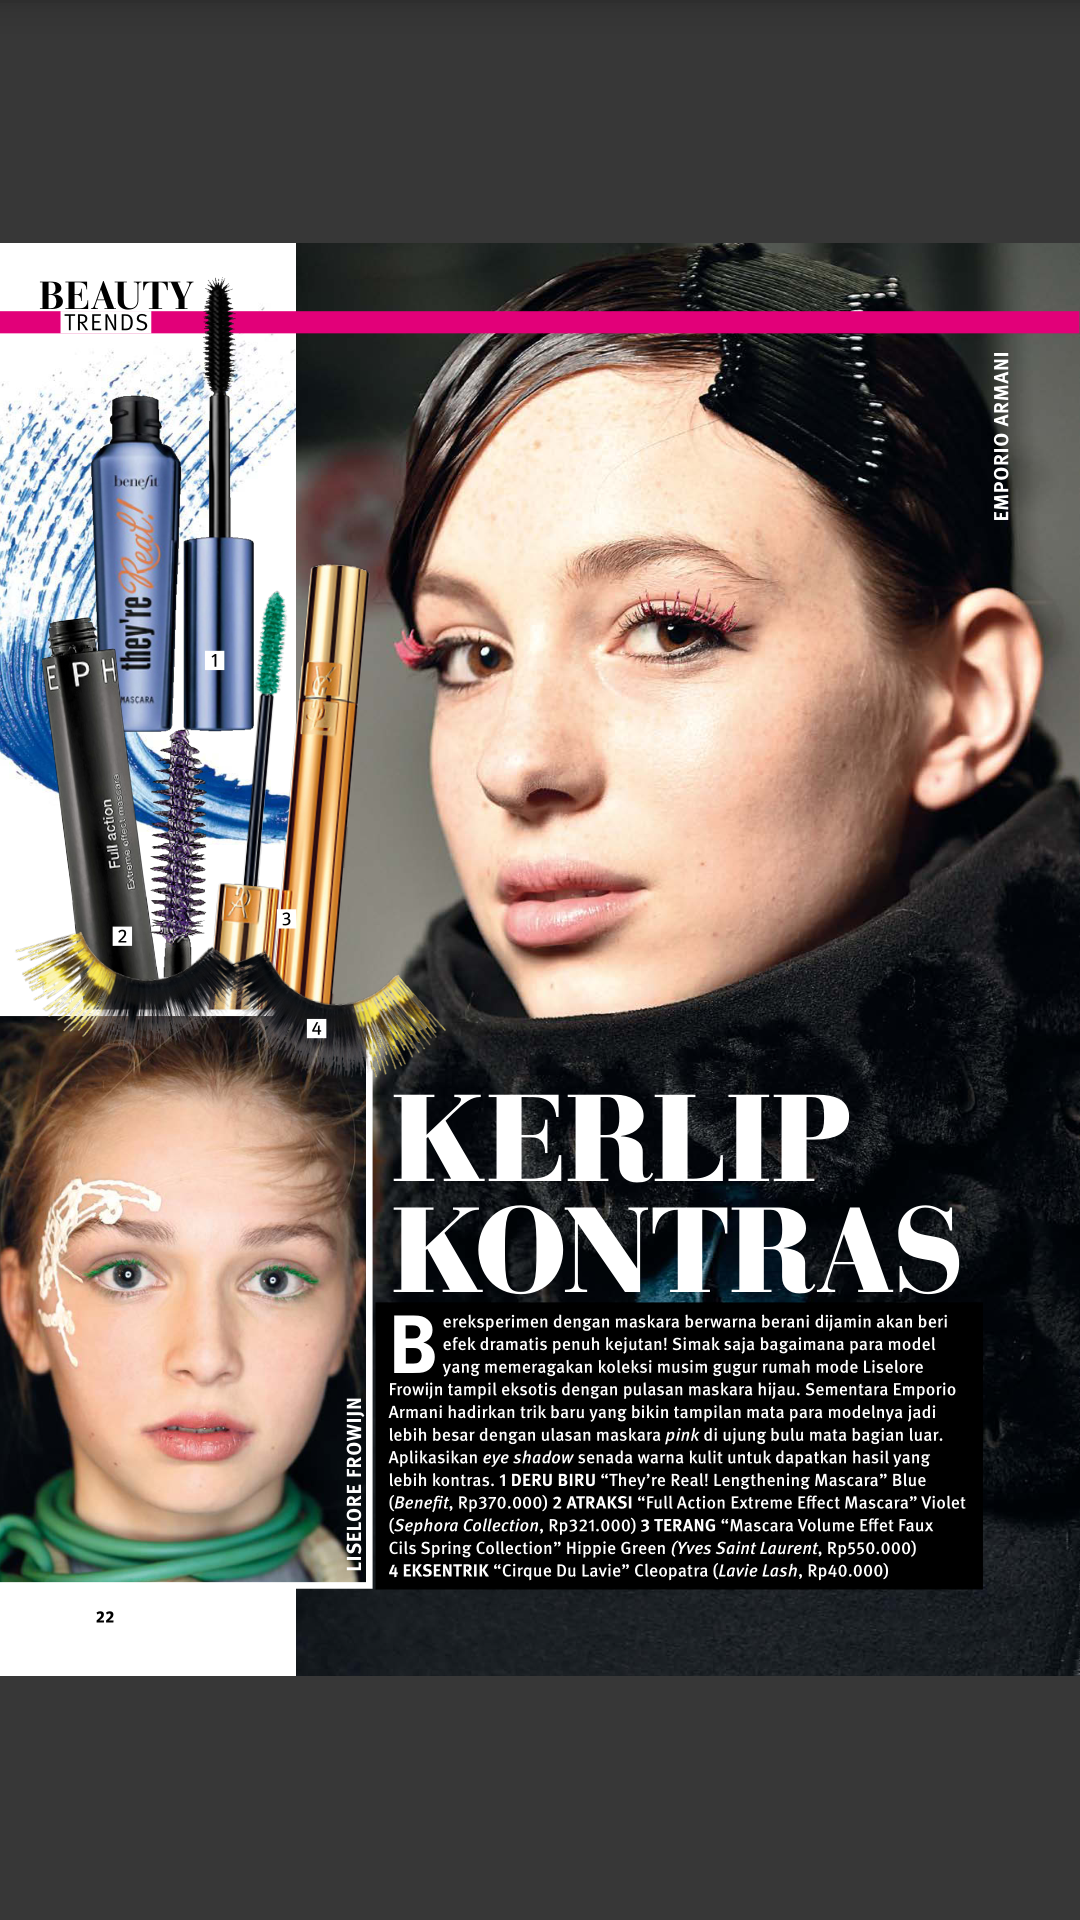 BEAUTY
TRENDS
EMPORIO ARMANI
benefit
they're Real!
MASCARA
1
EPH
Full action
Extreme effect mascara
2
3
4
LISELORE FROWIJN
KERLIP
KONTRAS
Bereksperimen dengan maskara berwarna berani dijamin akan beri
efek dramatis penuh kejutan! Simak saja bagaimana para model
yang memeragakan koleksi musim gugur rumah mode Liselore
Frowijn tampil eksotis dengan pulasan maskara hijau. Sementara Emporio
Armani hadirkan trik baru yang bikin tampilan mata para modelnya jadi
lebih besar dengan ulasan maskara pink di ujung bulu mata bagian luar.
Aplikasikan eye shadow senada warna kulit untuk dapatkan hasil yang
lebih kontras. 1 DERU BIRU “They’re Real! Lengthening Mascara” Blue
(Benefit, Rp370.000) 2 ATRAKSI “Full Action Extreme Effect Mascara” Violet
(Sephora Collection, Rp321.000) 3 TERANG “Mascara Volume Effet Faux
Cils Spring Collection” Hippie Green (Yves Saint Laurent, Rp550.000)
4 EKSENTRIK “Cirque Du Lavie” Cleopatra (Lavie Lash, Rp40.000)
22